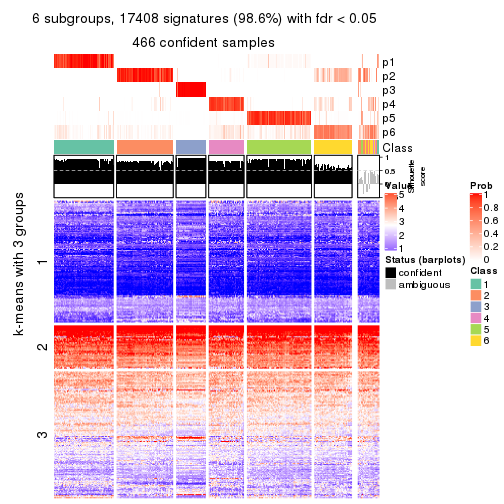 6 subgroups, 17408 signatures (98.6%) with fdr < 0.05
466 confident samples
p1
p2
p3
p4
p5
p6
Class
1
0.5
0
Silhouette
score
k-means with 3 groups
1
2
3
Value
5
4
3
2
1
Status (barplots)
confident
ambiguous
Prob
1
0.8
0.6
0.4
0.2
0
Class
1
2
3
4
5
6